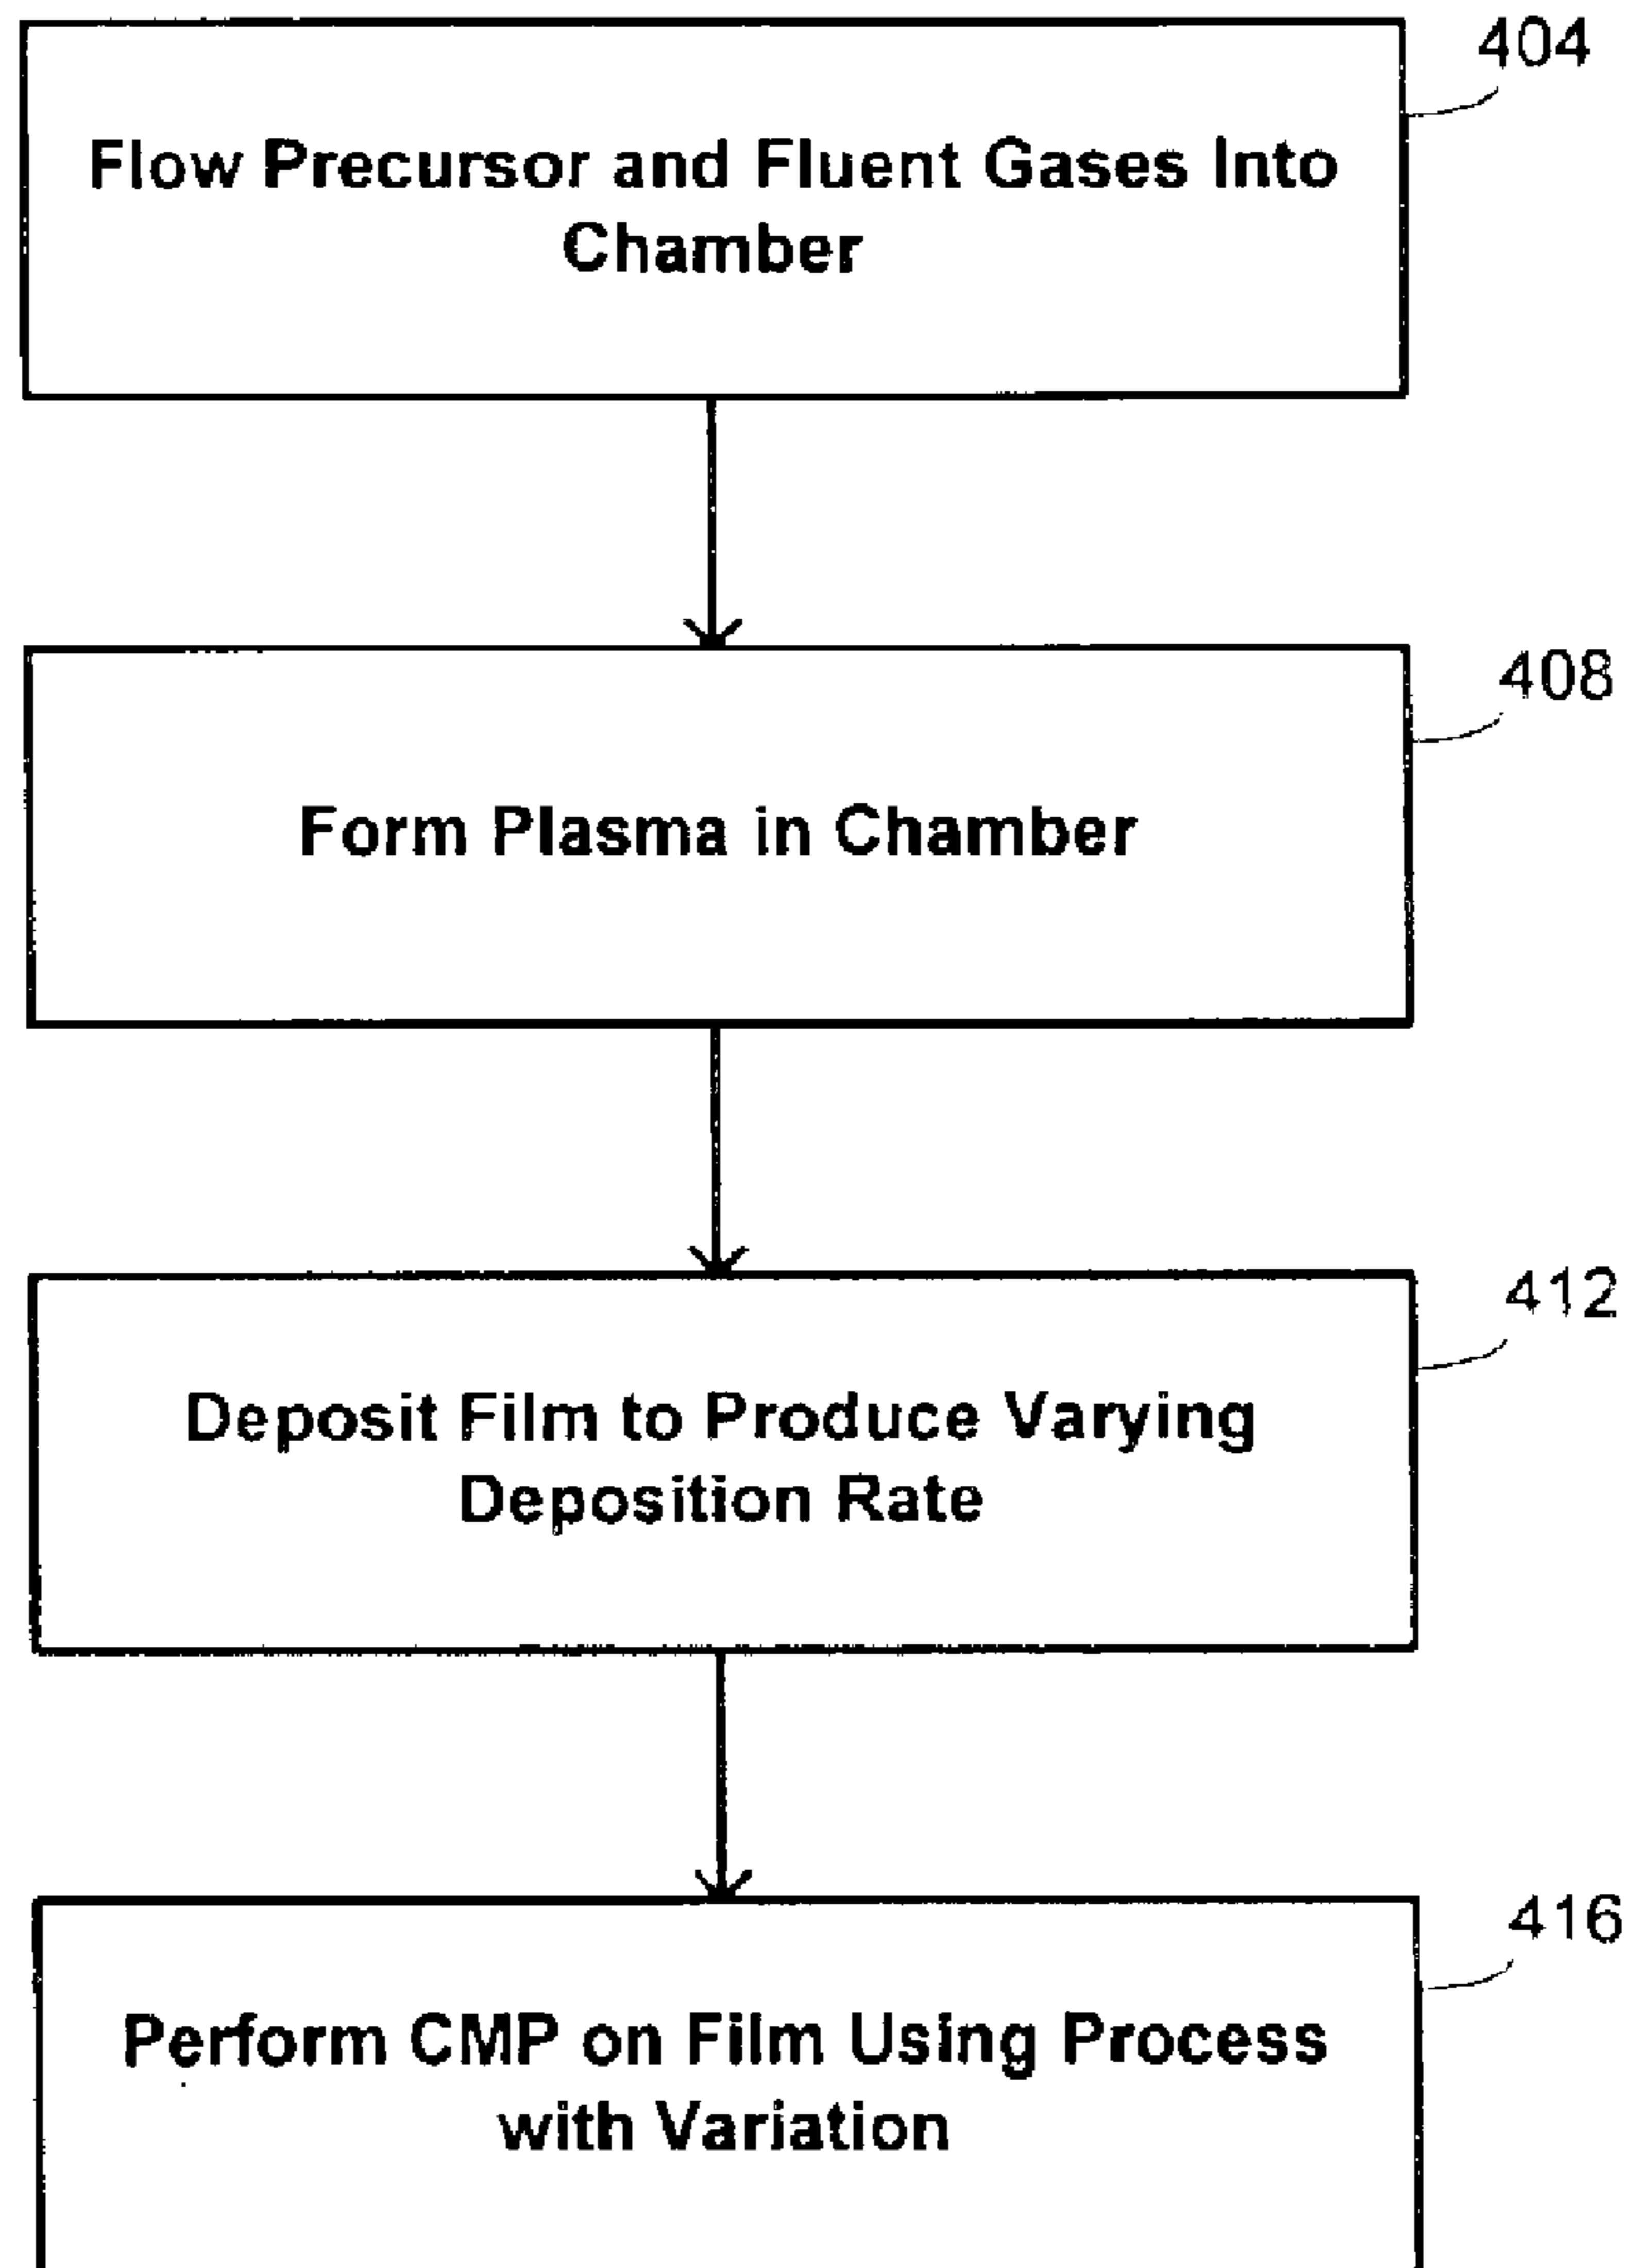 404
Flow Precursor and Fluent Gases Into
Chamber
408
Form Plasma in Chamber
412
Deposit Film to Produce Varying
Deposition Rate
416
Perform CMP on Film Using Process
with Variation